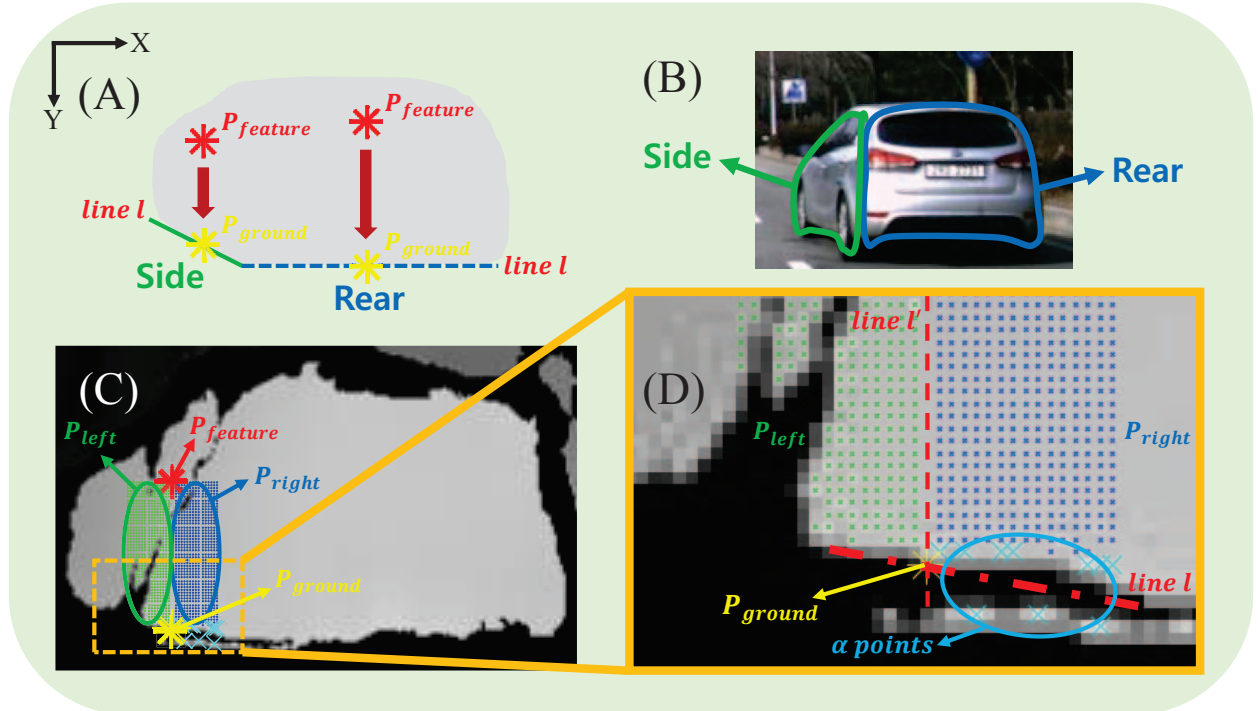 X
Y
(A)
P_feature
P_feature
line l
P_ground
P_ground
Side
line l
Rear
(B)
Side
Rear
(C)
P_left
P_feature
P_right
P_ground
(D)
line l′
P_left
P_right
P_ground
line l
α points